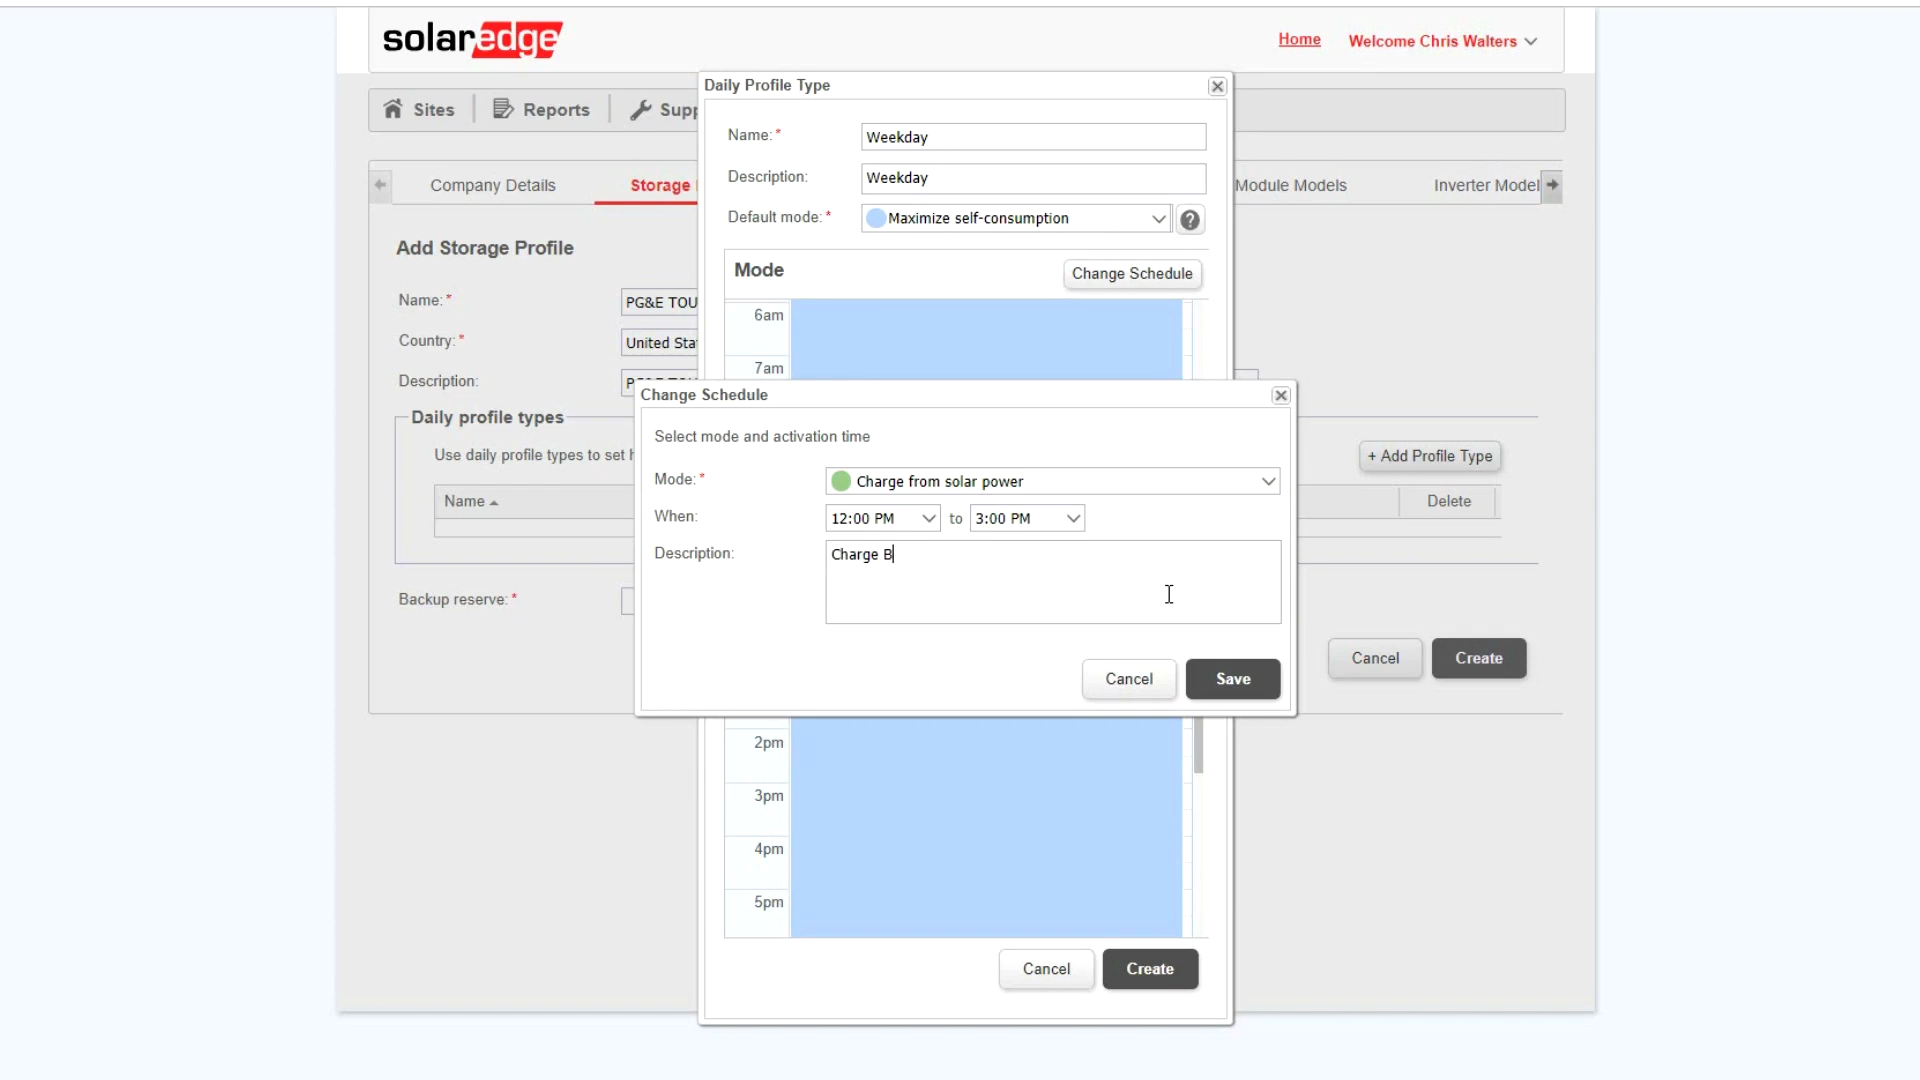 solaredge
Home
Welcome Chris Walters
Sites
Reports
Supp
Daily Profile Type
Name:*
Weekday
Description:
Weekday
Default mode:*
Maximize self-consumption
Mode
Change Schedule
6am
7am
Company Details
Storage
Module Models
Inverter Model
Add Storage Profile
Name:*
PG&E TOU
Country:*
United Sta
Description:
Daily profile types
Use daily profile types to set
+ Add Profile Type
Name
Delete
Backup reserve:*
Cancel
Create
Change Schedule
Select mode and activation time
Mode:*
Charge from solar power
When:
12:00 PM
to
3:00 PM
Description:
Charge B
Cancel
Save
2pm
3pm
4pm
5pm
Cancel
Create